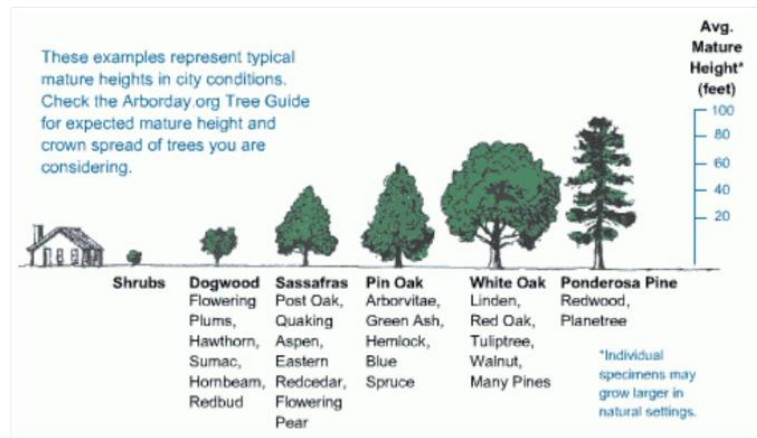 These examples represent typical
mature heights in city conditions.
Check the Arborday.org Tree Guide
for expected mature height and
crown spread of trees you are
considering.
Avg.
Mature
Height*
(feet)
100
80
60
40
20
Shrubs
Dogwood
Flowering
Plums,
Hawthorn,
Sumac,
Hornbeam,
Redbud
Sassafras
Post Oak,
Quaking
Aspen,
Eastern
Redcedar,
Flowering
Pear
Pin Oak
Arborvitae,
Green Ash,
Hemlock,
Blue
Spruce
White Oak
Linden,
Red Oak,
Tuliptree,
Walnut,
Many Pines
Ponderosa Pine
Redwood,
Planetree
*Individual
specimens may
grow larger in
natural settings.